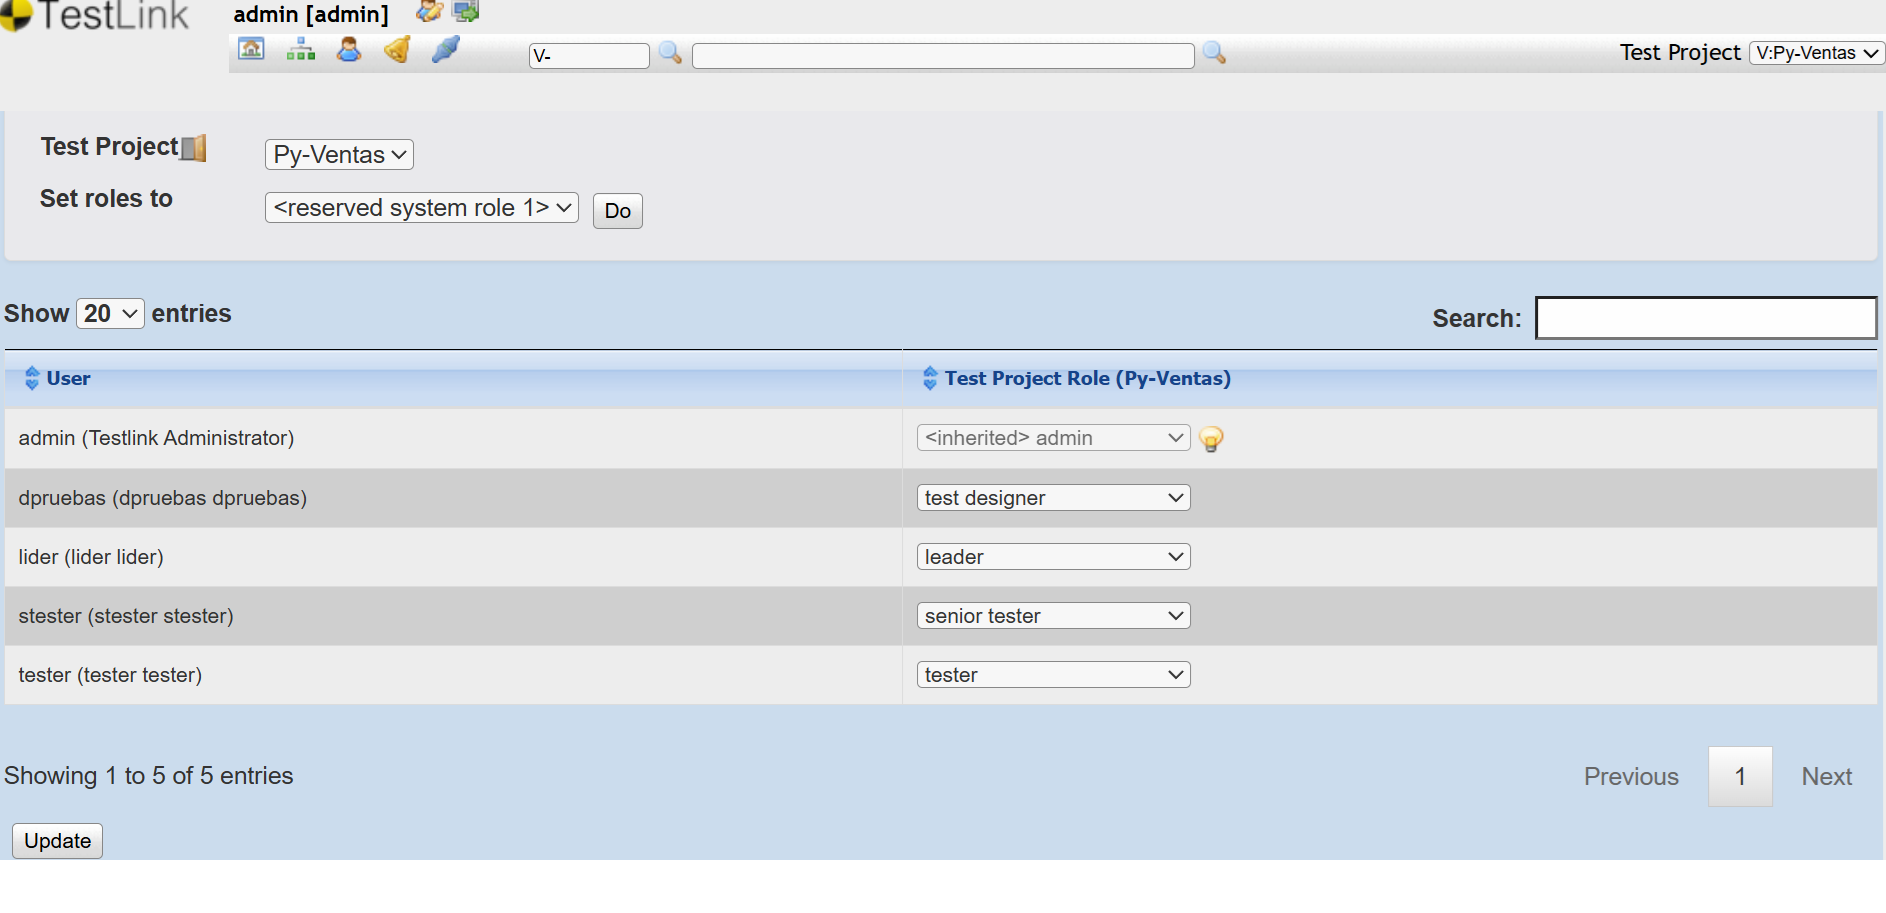 TestLink
admin [admin]
V-
Test Project V:Py-Ventas
Test Project Py-Ventas
Set roles to <reserved system role 1> Do
Show 20 entries
Search:
User Test Project Role (Py-Ventas)
admin (Testlink Administrator) <inherited> admin
dpruebas (dpruebas dpruebas) test designer
lider (lider lider) leader
stester (stester stester) senior tester
tester (tester tester) tester
Showing 1 to 5 of 5 entries
Previous 1 Next
Update